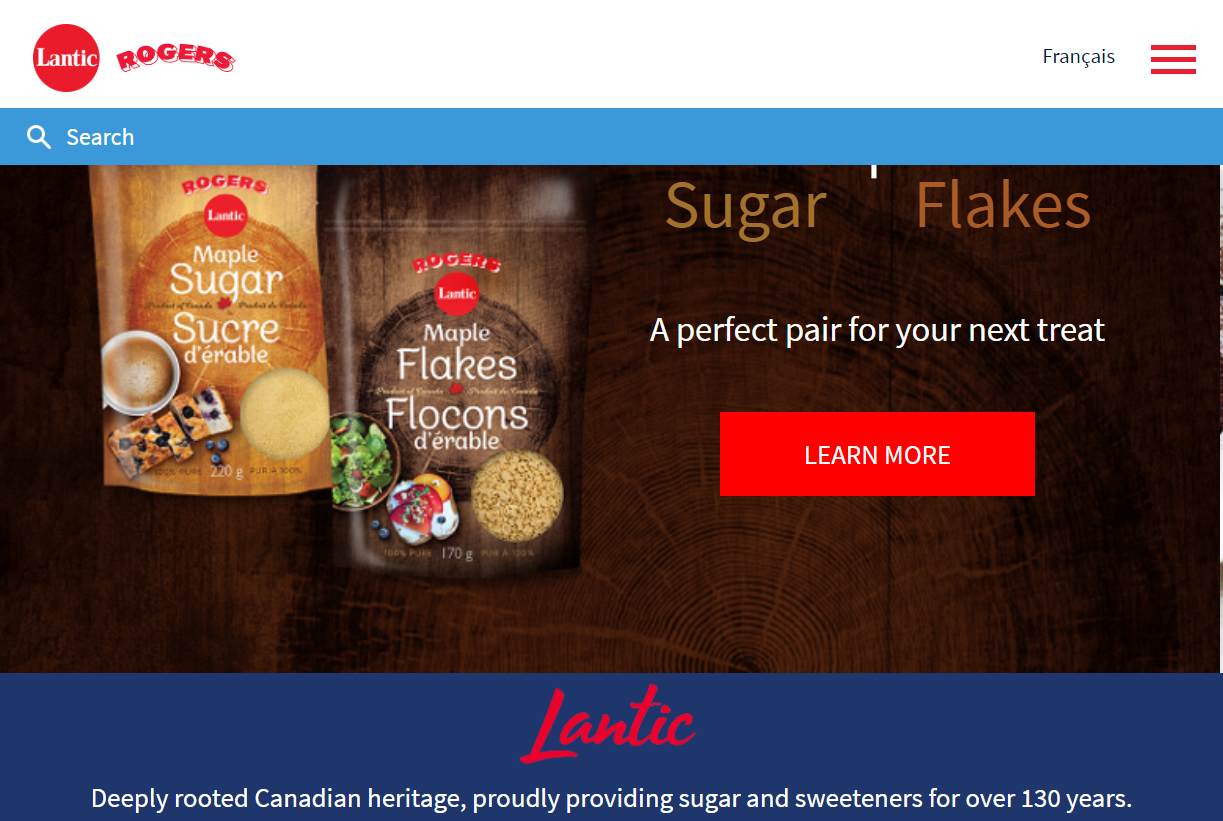 Lantic
ROGERS
Français
Search
ROGERS
Lantic
Maple
Sugar
Product of Canada Produit du Canada
Sucre
d'érable
100% PURE 220 g PUR À 100%
ROGERS
Lantic
Maple
Flakes
Product of Canada Produit du Canada
Flocons
d'érable
100% PURE 170 g PUR À 100%
Sugar Flakes
A perfect pair for your next treat
LEARN MORE
Lantic
Deeply rooted Canadian heritage, proudly providing sugar and sweeteners for over 130 years.